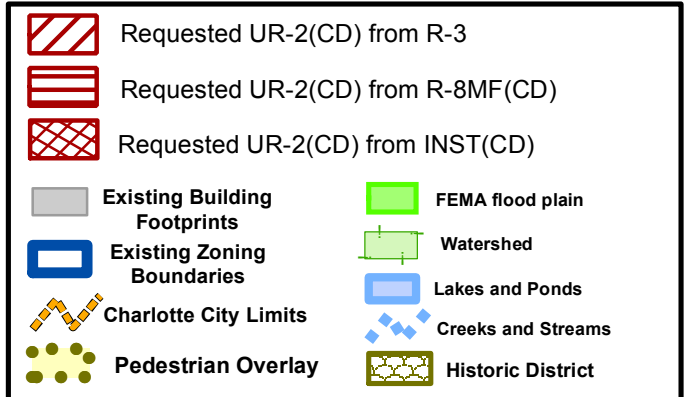 Requested UR-2(CD) from R-3
Requested UR-2(CD) from R-8MF(CD)
Requested UR-2(CD) from INST(CD)
Existing Building
Footprints
Existing Zoning
Boundaries
Charlotte City Limits
Pedestrian Overlay
FEMA flood plain
Watershed
Lakes and Ponds
Creeks and Streams
Historic District